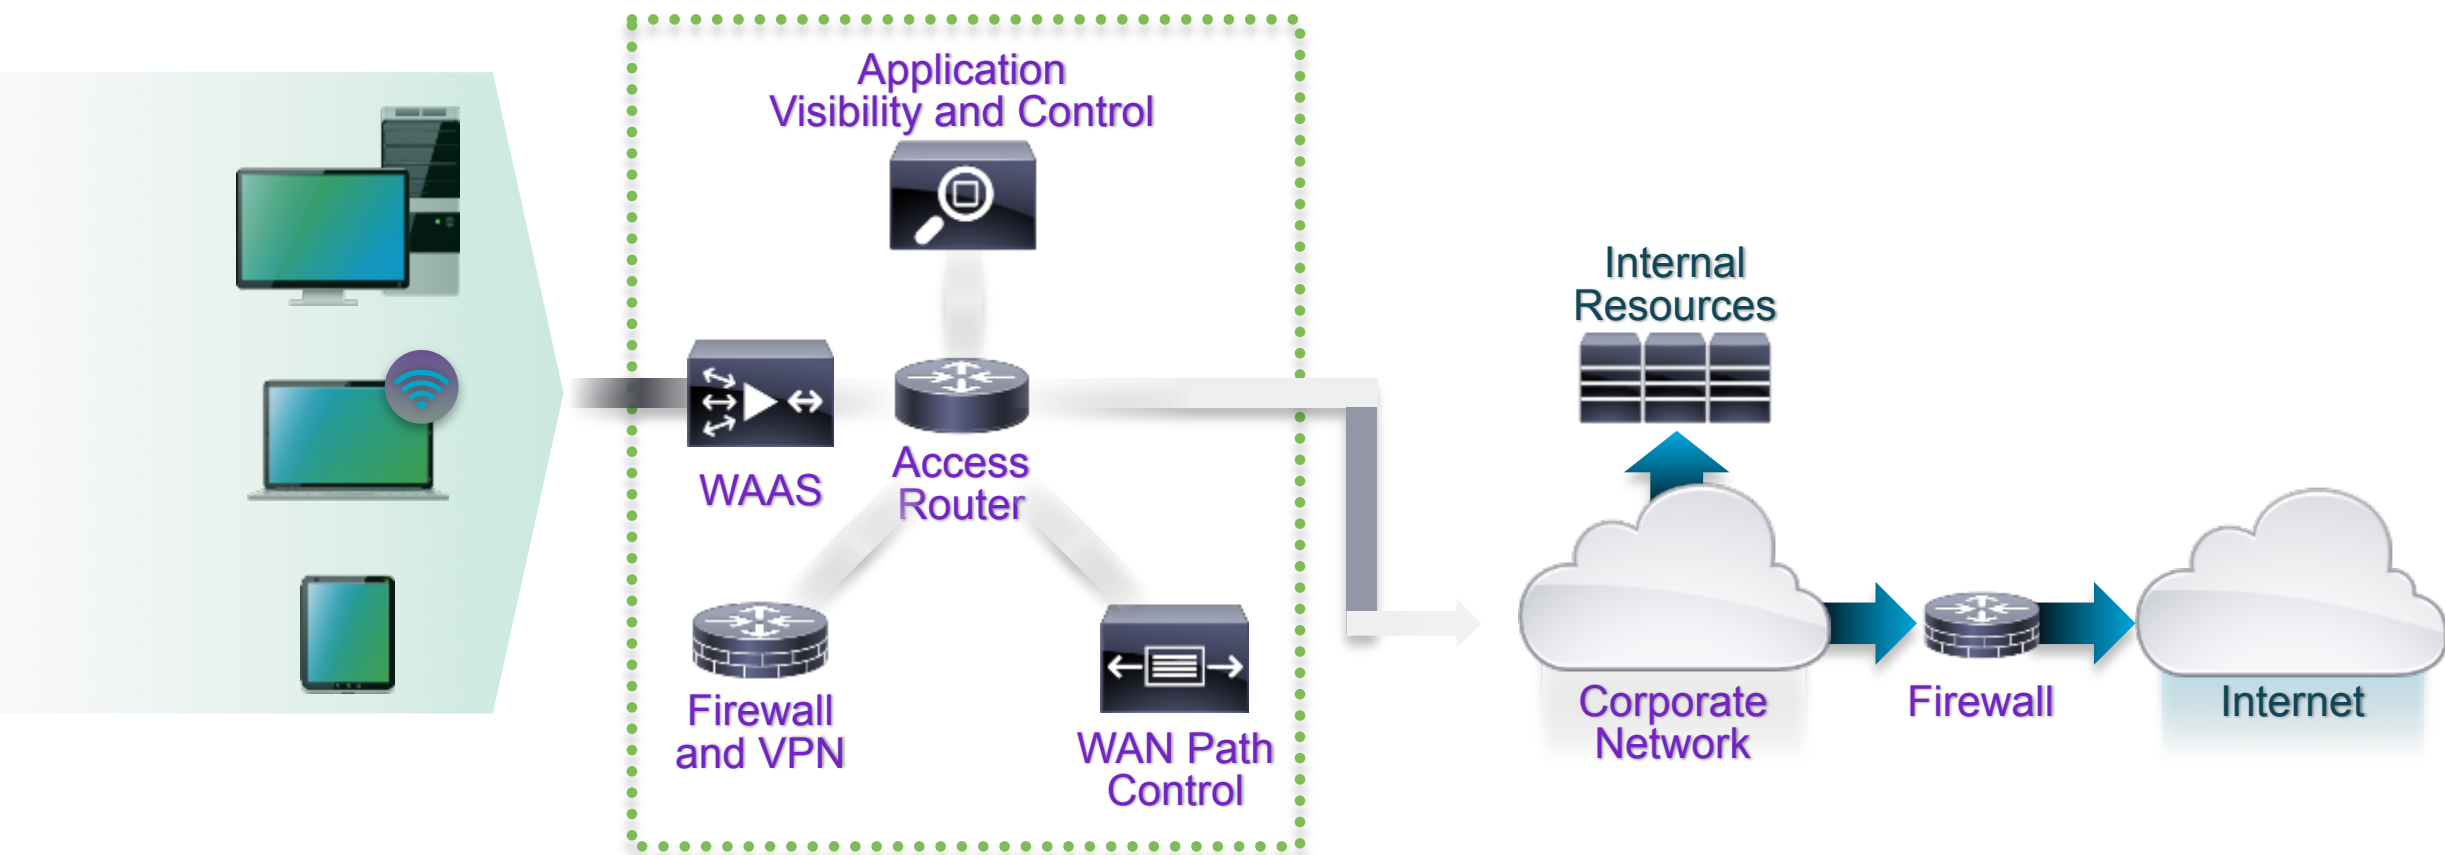 Application
Visibility and Control
WAAS
Access
Router
Firewall
and VPN
WAN Path
Control
Internal
Resources
Corporate
Network
Firewall
Internet